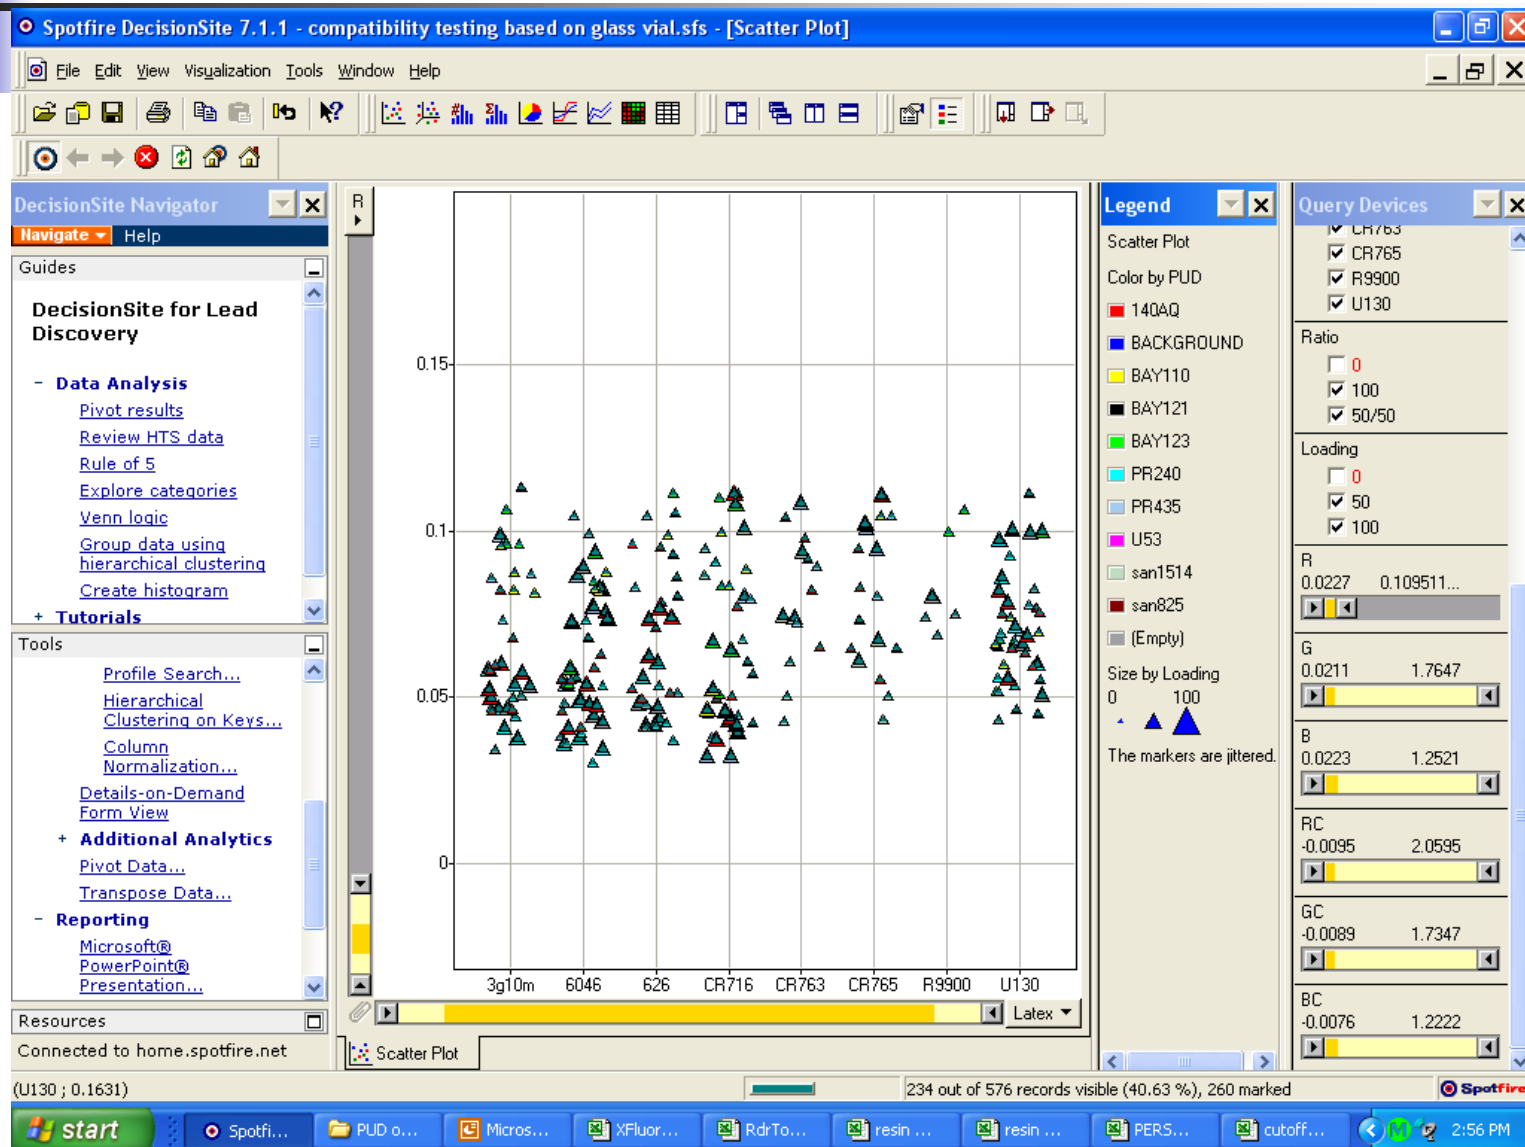 Spotfire DecisionSite 7.1.1 - compatibility testing based on glass vial.sfs - [Scatter Plot]
File Edit View Visualization Tools Window Help
DecisionSite Navigator
Navigate Help
Guides
DecisionSite for Lead
Discovery
- Data Analysis
Pivot results
Review HTS data
Rule of 5
Explore categories
Venn logic
Group data using
hierarchical clustering
Create histogram
+ Tutorials
Tools
Profile Search...
Hierarchical
Clustering on Keys...
Column
Normalization...
Details-on-Demand
Form View
+ Additional Analytics
Pivot Data...
Transpose Data...
- Reporting
Microsoft®
PowerPoint®
Presentation...
Resources
Connected to home.spotfire.net
R
0.15
0.1
0.05
0
3g10m 6046 626 CR716 CR763 CR765 R9900 U130
Latex
Scatter Plot
Legend
Scatter Plot
Color by PUD
140AQ
BACKGROUND
BAY110
BAY121
BAY123
PR240
PR435
U53
san1514
san825
(Empty)
Size by Loading
0 100
The markers are jittered.
Query Devices
CR763
CR765
R9900
U130
Ratio
0
100
50/50
Loading
0
50
100
R
0.0227 0.109511...
G
0.0211 1.7647
B
0.0223 1.2521
RC
-0.0095 2.0595
GC
-0.0089 1.7347
BC
-0.0076 1.2222
(U130 ; 0.1631)
234 out of 576 records visible (40.63 %), 260 marked
Spotfire
start
Spotfi...
PUD o...
Micros...
XFluor...
RdrTo...
resin ...
resin ...
PERS...
cutoff...
2:56 PM